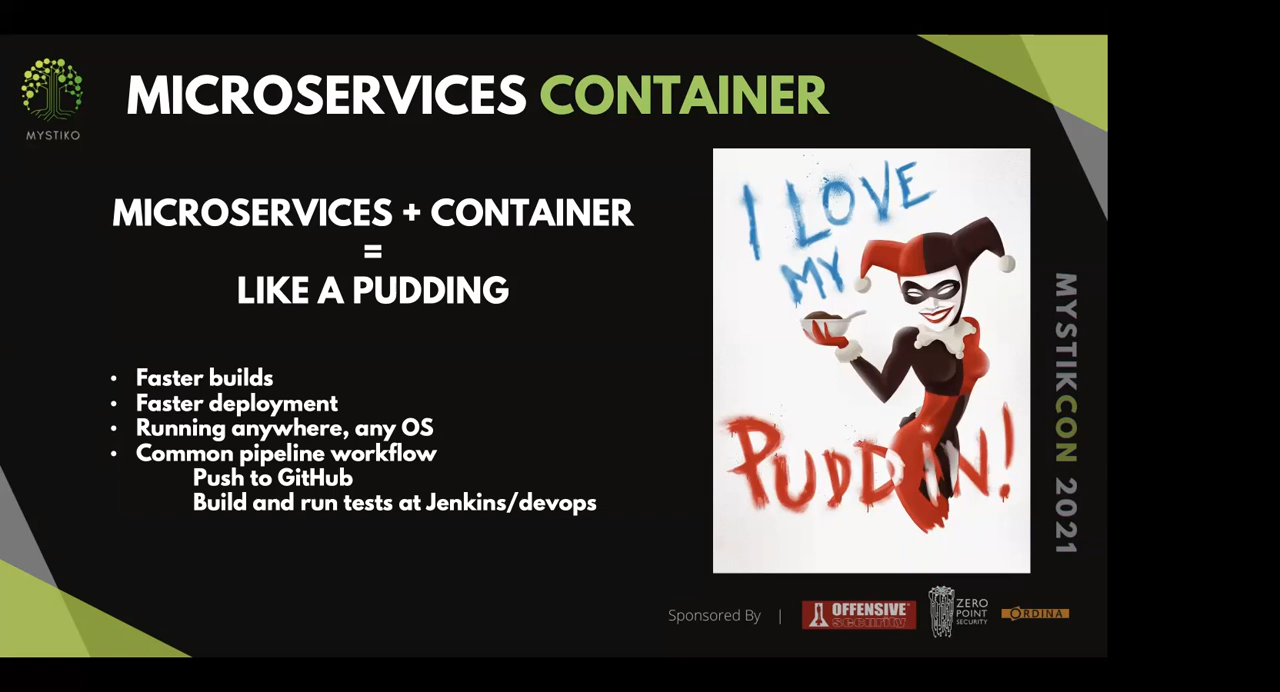 MYSTIKO
MICROSERVICES CONTAINER
MICROSERVICES + CONTAINER
=
LIKE A PUDDING
• Faster builds
• Faster deployment
• Running anywhere, any OS
• Common pipeline workflow
Push to GitHub
Build and run tests at Jenkins/devops
I LOVE
MY
PUDDIN!
MYSTIKCON 2021
Sponsored By |
OFFENSIVE
security
ZERO
POINT
SECURITY
ORDINA